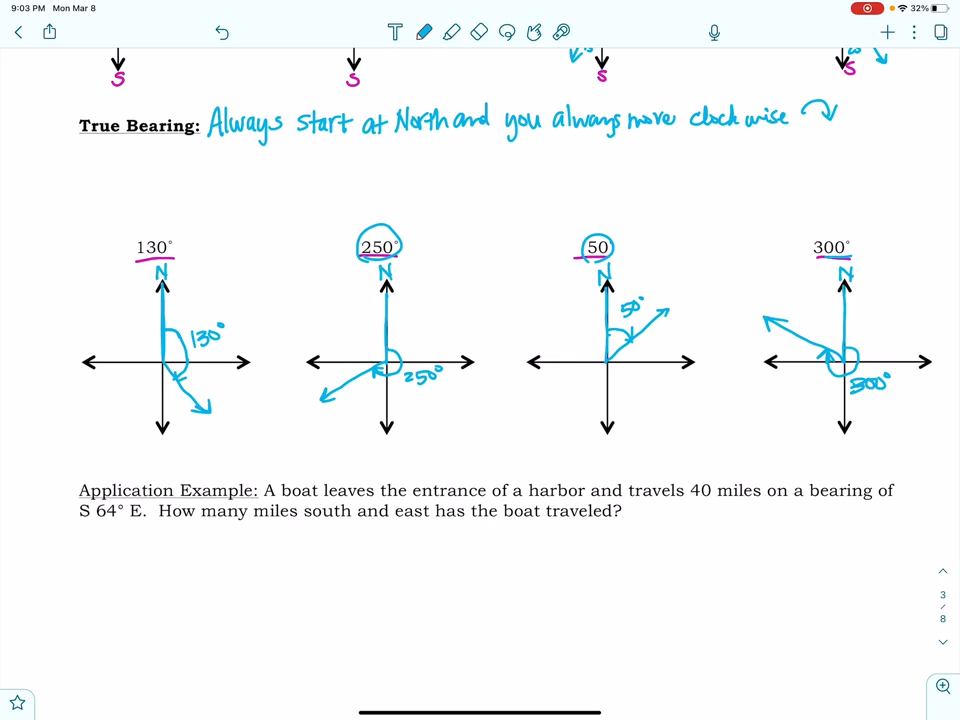 9:03 PM Mon Mar 8
32%
T
S S S S
True Bearing: Always start at North and you always move clockwise
130° 250° 50° 300°
N N N N
130° 250° 50° 300°
Application Example: A boat leaves the entrance of a harbor and travels 40 miles on a bearing of
S 64° E. How many miles south and east has the boat traveled?
3
/
8